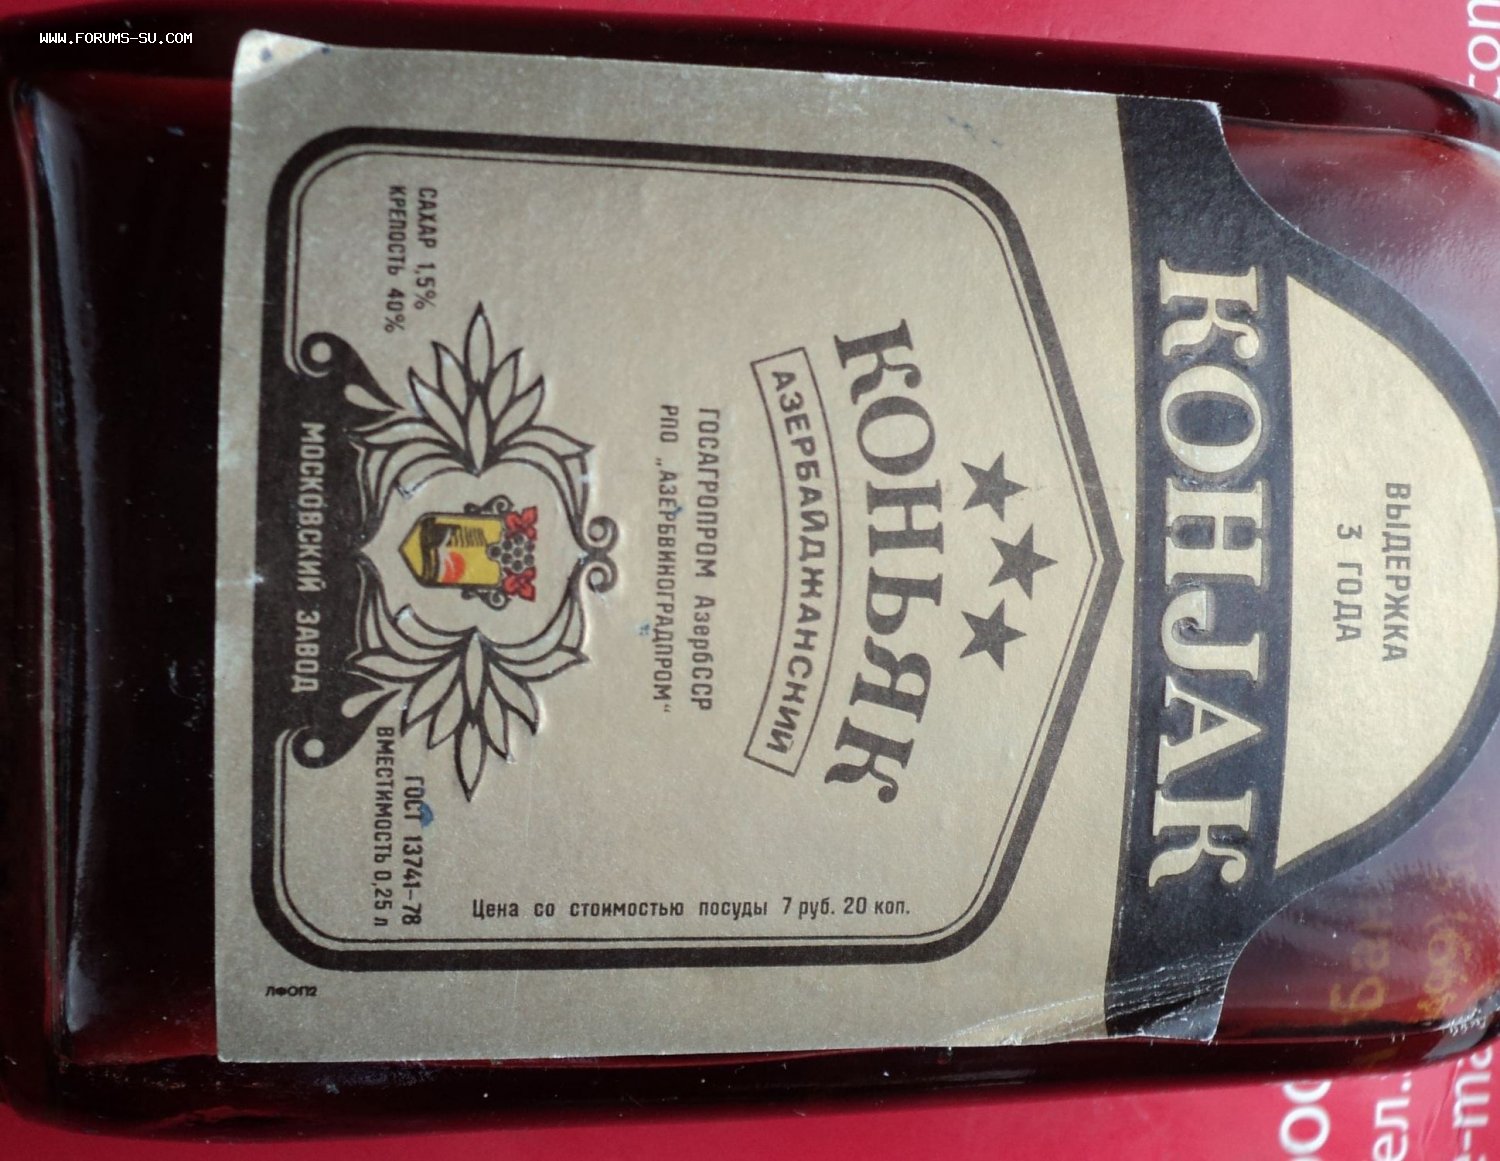 WWW.FORUMS-SU.COM
ВЫДЕРЖКА
3 ГОДА
КОНЈАК
КОНЬЯК
АЗЕРБАЙДЖАНСКИЙ
ГОСАГРОПРОМ АзербССР
РПО „АЗЕРБВИНОГРАДПРОМ“
САХАР 1,5%
КРЕПОСТЬ 40%
ГОСТ 13741–78
ВМЕСТИМОСТЬ 0,25 л
МОСКОВСКИЙ ЗАВОД
Цена со стоимостью посуды 7 руб. 20 коп.
ЛФОП2